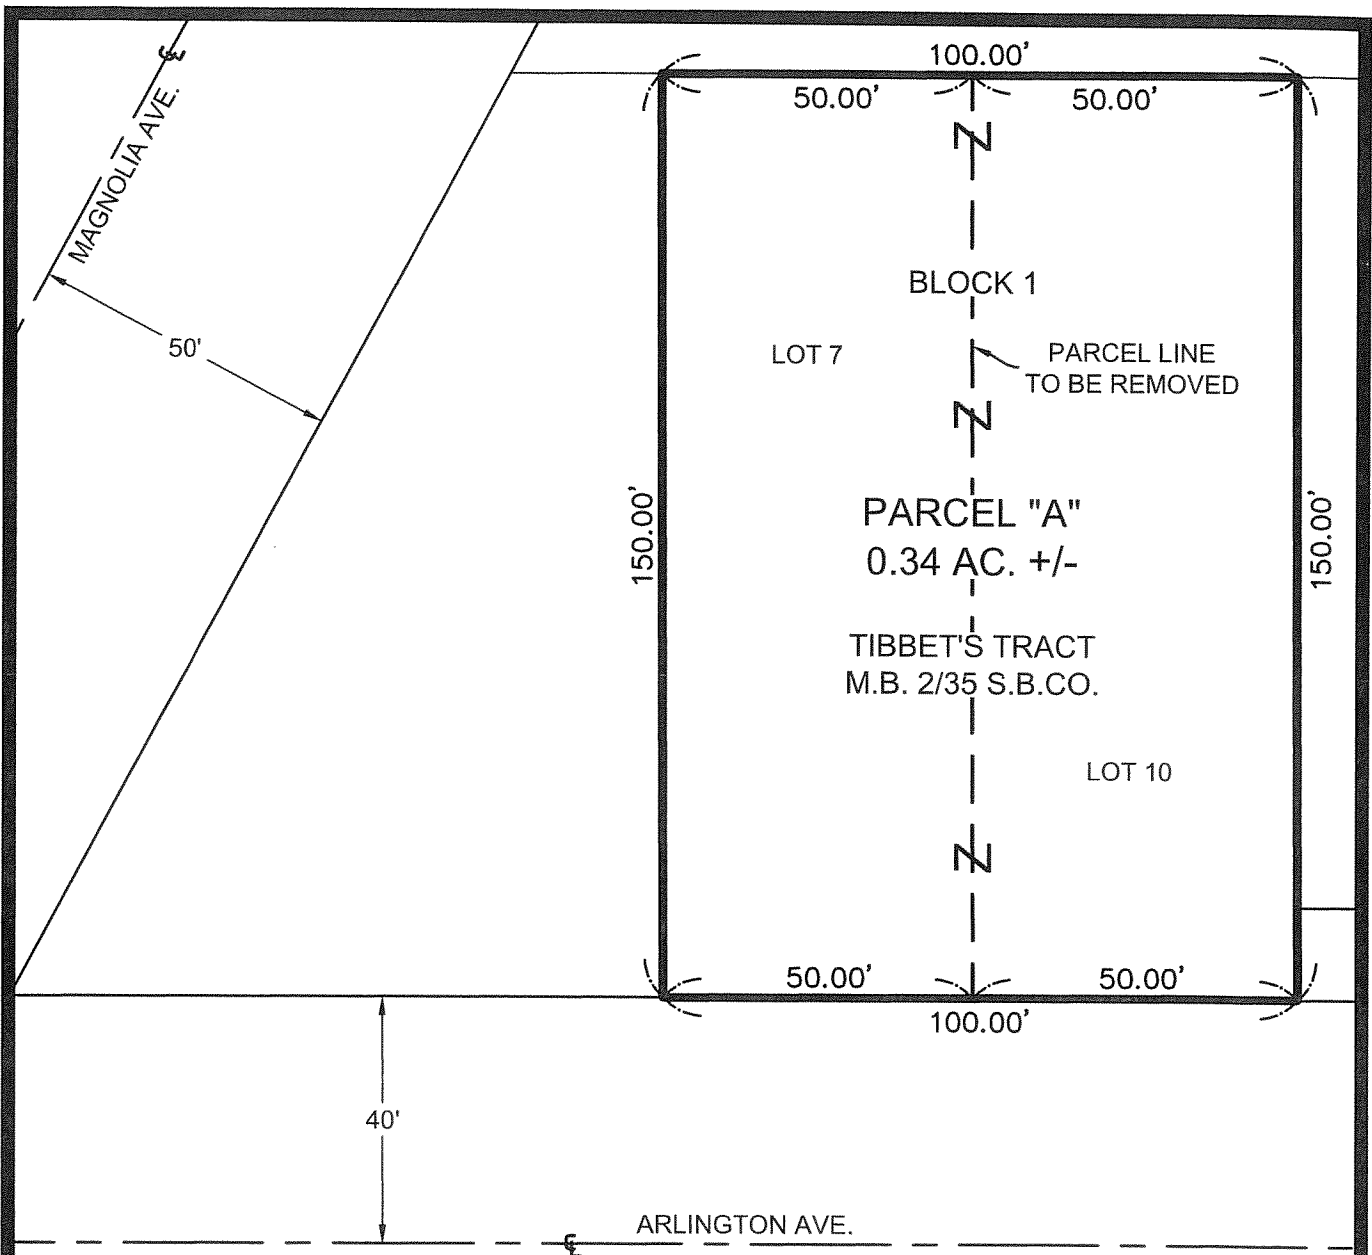 100.00'
50.00'
50.00'
MAGNOLIA AVE.
BLOCK 1
50'
LOT 7
PARCEL LINE
TO BE REMOVED
PARCEL "A"
0.34 AC. +/-
150.00'
150.00'
TIBBET'S TRACT
M.B. 2/35 S.B.CO.
LOT 10
50.00'
50.00'
100.00'
40'
ARLINGTON AVE.